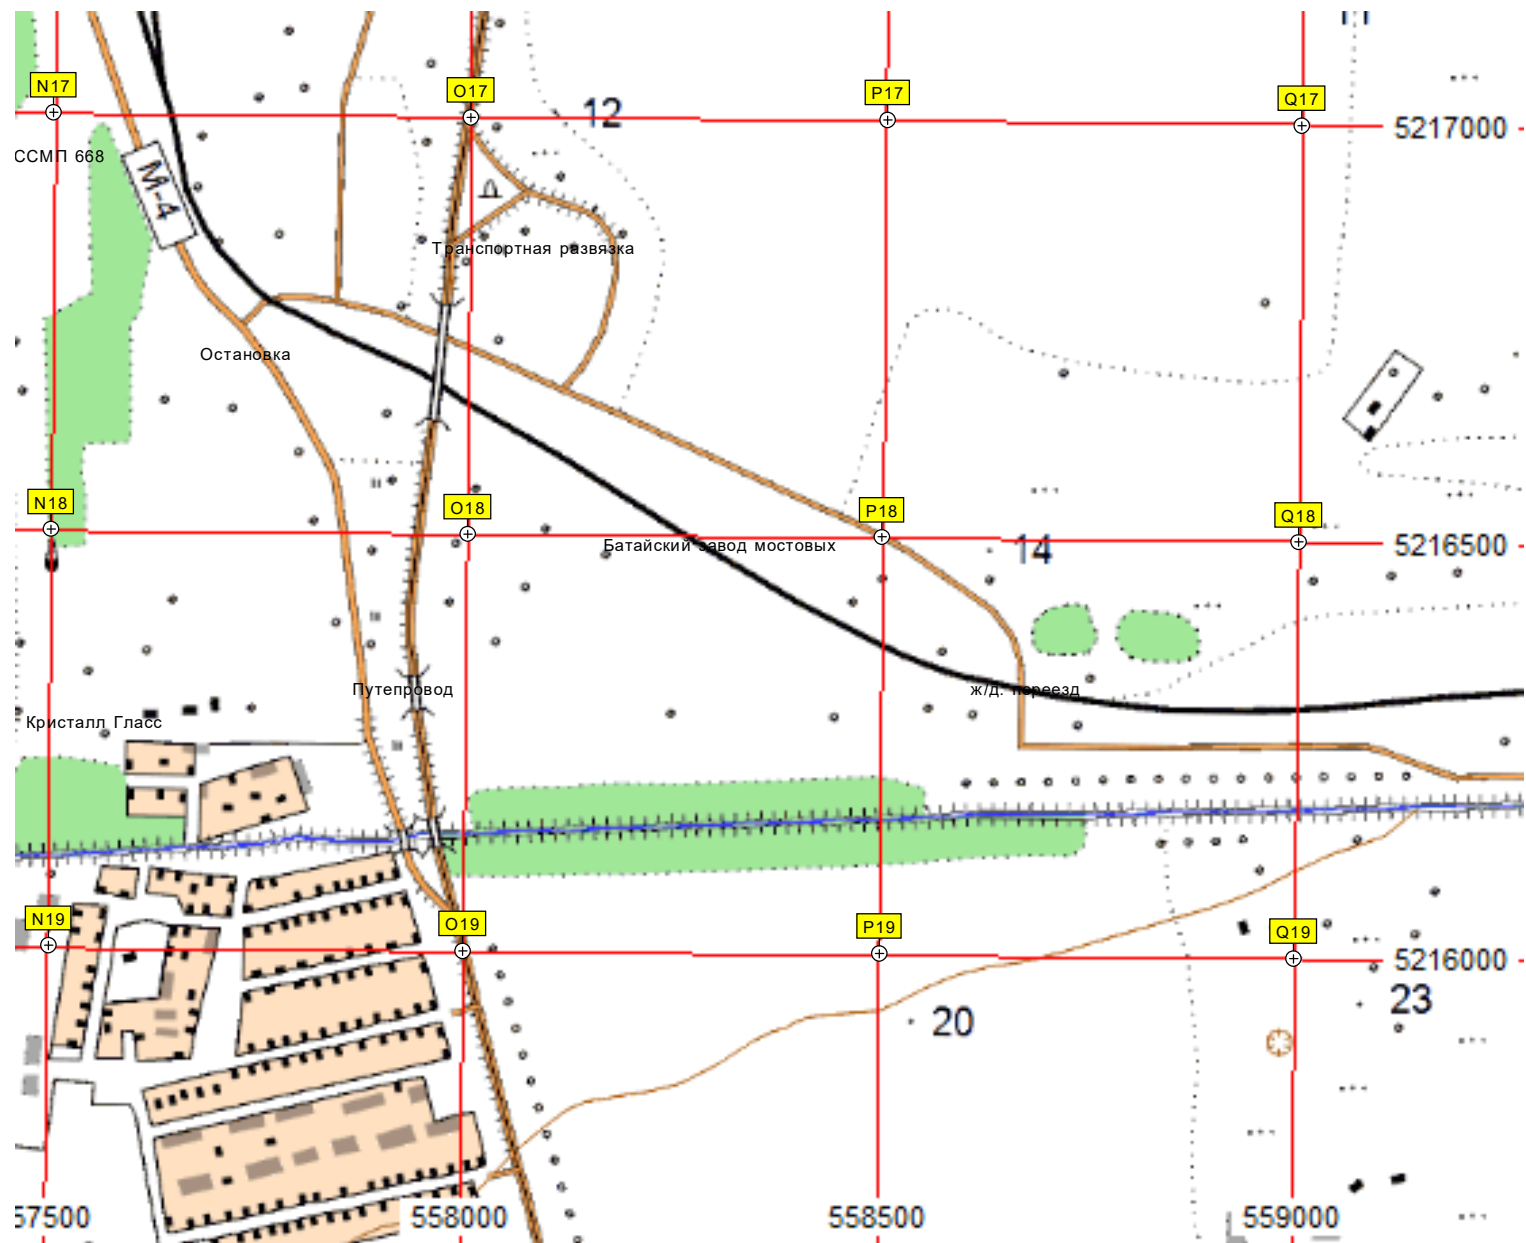 N17
O17
P17
Q17
12
5217000
ССМП 668
М-4
Транспортная развязка
Остановка
N18
O18
P18
Q18
Батайский завод мостовых
14
5216500
Путепровод
ж/д. переезд
Кристалл Гласс
N19
O19
P19
Q19
5216000
20
23
57500
558000
558500
559000